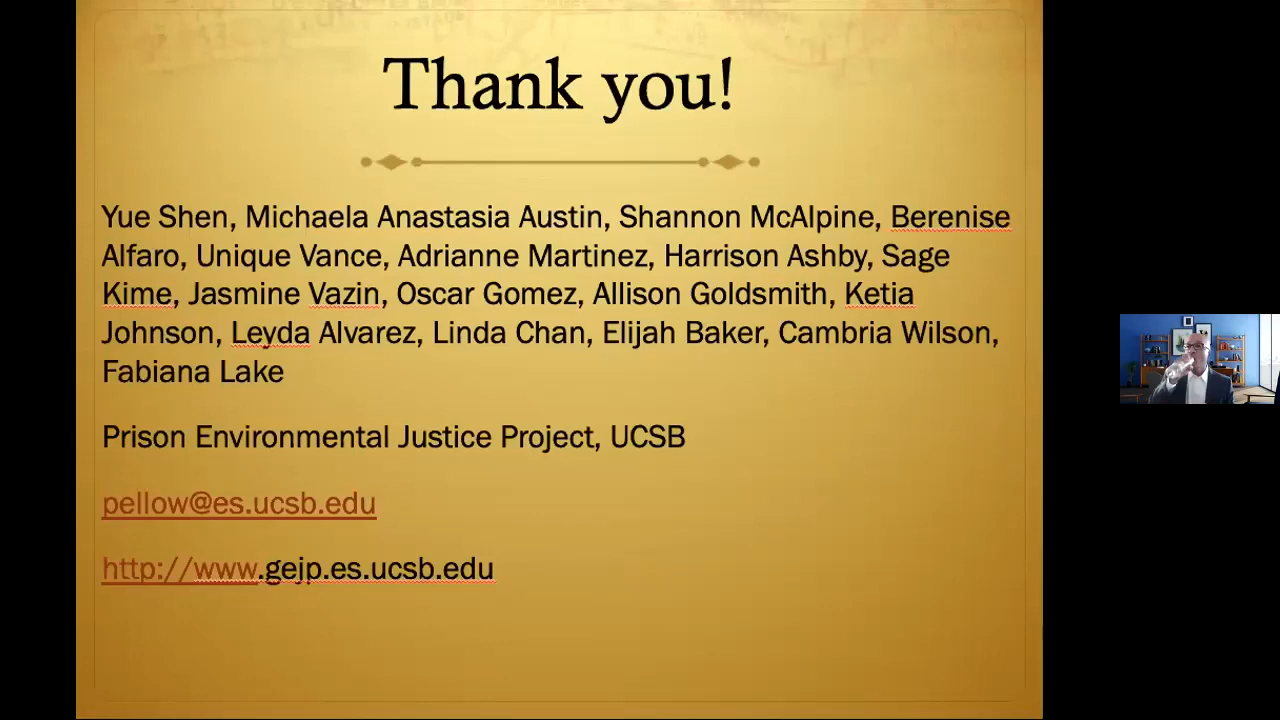 Thank you!
Yue Shen, Michaela Anastasia Austin, Shannon McAlpine, Berenise
Alfaro, Unique Vance, Adrianne Martinez, Harrison Ashby, Sage
Kime, Jasmine Vazin, Oscar Gomez, Allison Goldsmith, Ketia
Johnson, Leyda Alvarez, Linda Chan, Elijah Baker, Cambria Wilson,
Fabiana Lake
Prison Environmental Justice Project, UCSB
pellow@es.ucsb.edu
http://www.gejp.es.ucsb.edu